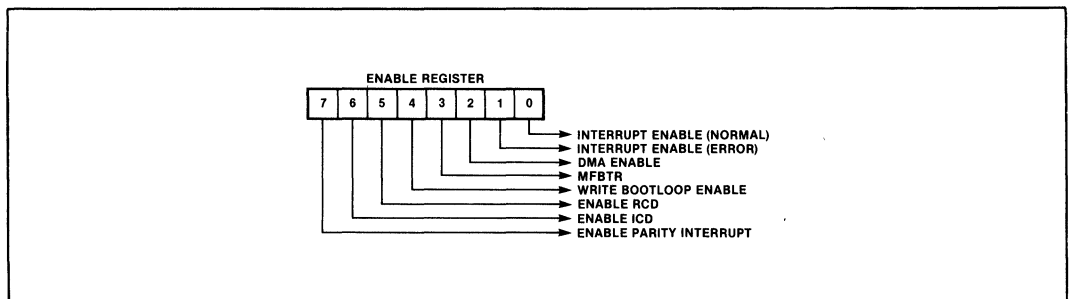 ENABLE REGISTER
7 6 5 4 3 2 1 0
INTERRUPT ENABLE (NORMAL)
INTERRUPT ENABLE (ERROR)
DMA ENABLE
MFBTR
WRITE BOOTLOOP ENABLE
ENABLE RCD
ENABLE ICD
ENABLE PARITY INTERRUPT